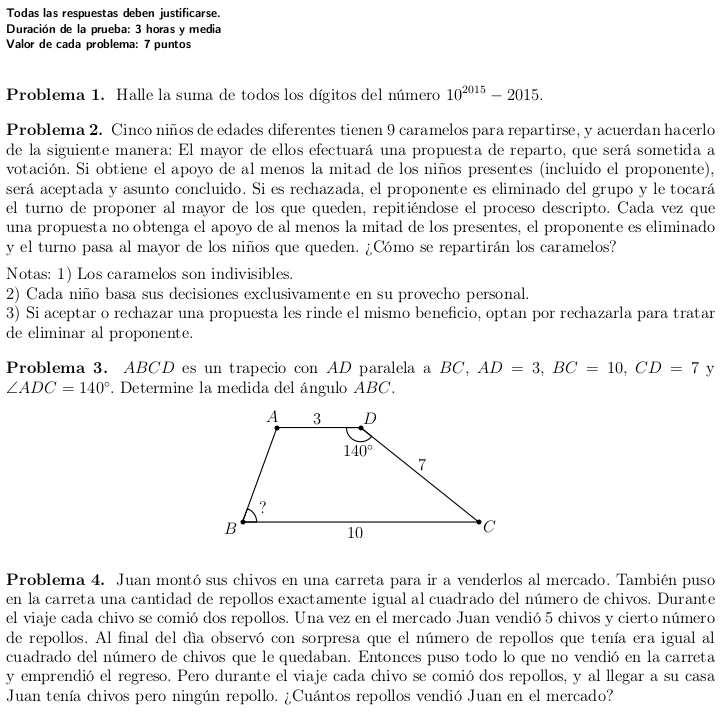 Todas las respuestas deben justificarse.
Duración de la prueba: 3 horas y media
Valor de cada problema: 7 puntos
Problema 1. Halle la suma de todos los dígitos del número 10^2015 − 2015.
Problema 2. Cinco niños de edades diferentes tienen 9 caramelos para repartirse, y acuerdan hacerlo
de la siguiente manera: El mayor de ellos efectuará una propuesta de reparto, que será sometida a
votación. Si obtiene el apoyo de al menos la mitad de los niños presentes (incluido el proponente),
será aceptada y asunto concluido. Si es rechazada, el proponente es eliminado del grupo y le tocará
el turno de proponer al mayor de los que queden, repitiéndose el proceso descripto. Cada vez que
una propuesta no obtenga el apoyo de al menos la mitad de los presentes, el proponente es eliminado
y el turno pasa al mayor de los niños que queden. ¿Cómo se repartirán los caramelos?
Notas: 1) Los caramelos son indivisibles.
2) Cada niño basa sus decisiones exclusivamente en su provecho personal.
3) Si aceptar o rechazar una propuesta les rinde el mismo beneficio, optan por rechazarla para tratar
de eliminar al proponente.
Problema 3. ABCD es un trapecio con AD paralela a BC, AD = 3, BC = 10, CD = 7 y
∠ADC = 140°. Determine la medida del ángulo ABC.
A 3 D
140°
7
?
B 10 C
Problema 4. Juan montó sus chivos en una carreta para ir a venderlos al mercado. También puso
en la carreta una cantidad de repollos exactamente igual al cuadrado del número de chivos. Durante
el viaje cada chivo se comió dos repollos. Una vez en el mercado Juan vendió 5 chivos y cierto número
de repollos. Al final del dìa observó con sorpresa que el número de repollos que tenía era igual al
cuadrado del número de chivos que le quedaban. Entonces puso todo lo que no vendió en la carreta
y emprendió el regreso. Pero durante el viaje cada chivo se comió dos repollos, y al llegar a su casa
Juan tenía chivos pero ningún repollo. ¿Cuántos repollos vendió Juan en el mercado?